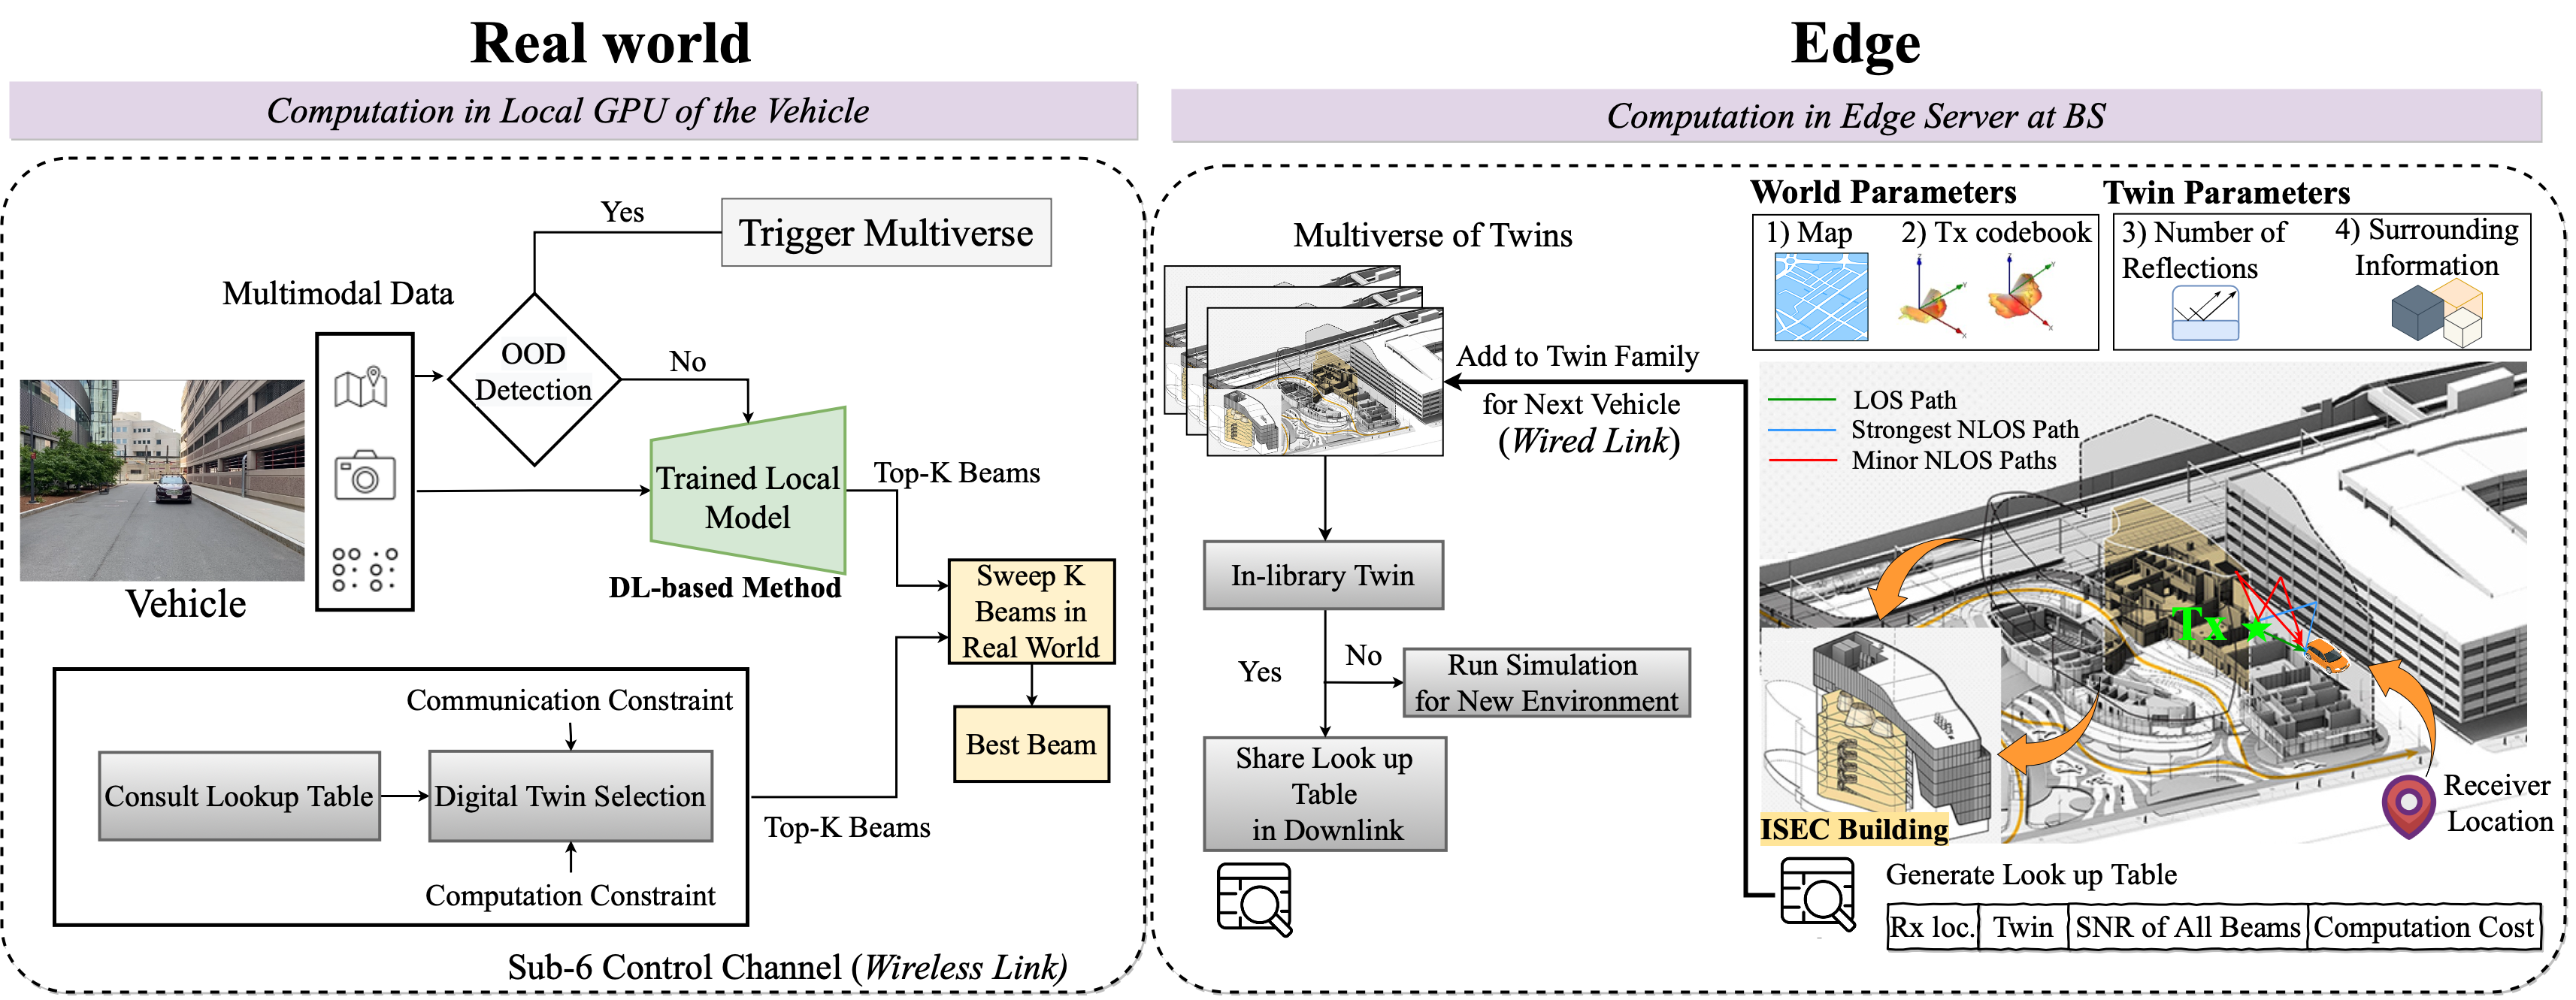 Real world
Computation in Local GPU of the Vehicle
Yes
Trigger Multiverse
Multimodal Data
OOD
Detection
No
Trained Local
Model
Top-K Beams
DL-based Method
Vehicle
Sweep K
Beams in
Real World
Best Beam
Communication Constraint
Consult Lookup Table
Digital Twin Selection
Computation Constraint
Top-K Beams
Sub-6 Control Channel (Wireless Link)
Edge
Computation in Edge Server at BS
Multiverse of Twins
Add to Twin Family
for Next Vehicle
(Wired Link)
In-library Twin
Yes
No
Run Simulation
for New Environment
Share Look up
Table
in Downlink
World Parameters
1) Map
2) Tx codebook
Twin Parameters
3) Number of
Reflections
4) Surrounding
Information
LOS Path
Strongest NLOS Path
Minor NLOS Paths
Tx
ISEC Building
Receiver
Location
Generate Look up Table
Rx loc. Twin SNR of All Beams Computation Cost